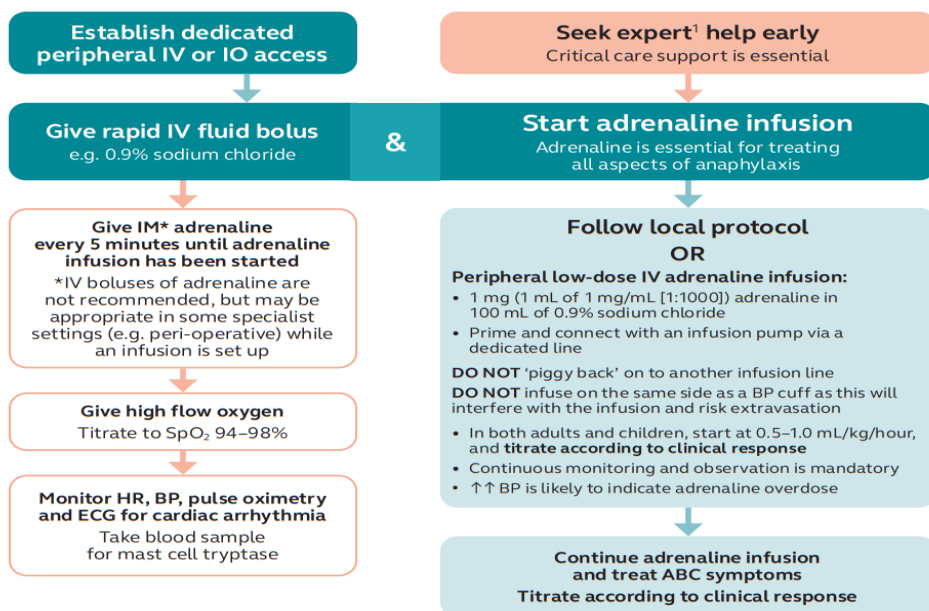 Establish dedicated
peripheral IV or IO access
Seek expert¹ help early
Critical care support is essential
Give rapid IV fluid bolus
e.g. 0.9% sodium chloride
&
Start adrenaline infusion
Adrenaline is essential for treating
all aspects of anaphylaxis
Give IM* adrenaline
every 5 minutes until adrenaline
infusion has been started
*IV boluses of adrenaline are
not recommended, but may be
appropriate in some specialist
settings (e.g. peri-operative) while
an infusion is set up
Give high flow oxygen
Titrate to SpO₂ 94–98%
Monitor HR, BP, pulse oximetry
and ECG for cardiac arrhythmia
Take blood sample
for mast cell tryptase
Follow local protocol
OR
Peripheral low-dose IV adrenaline infusion:
• 1 mg (1 mL of 1 mg/mL [1:1000]) adrenaline in
100 mL of 0.9% sodium chloride
• Prime and connect with an infusion pump via a
dedicated line
DO NOT ‘piggy back’ on to another infusion line
DO NOT infuse on the same side as a BP cuff as this will
interfere with the infusion and risk extravasation
• In both adults and children, start at 0.5–1.0 mL/kg/hour,
and titrate according to clinical response
• Continuous monitoring and observation is mandatory
• ↑↑ BP is likely to indicate adrenaline overdose
Continue adrenaline infusion
and treat ABC symptoms
Titrate according to clinical response